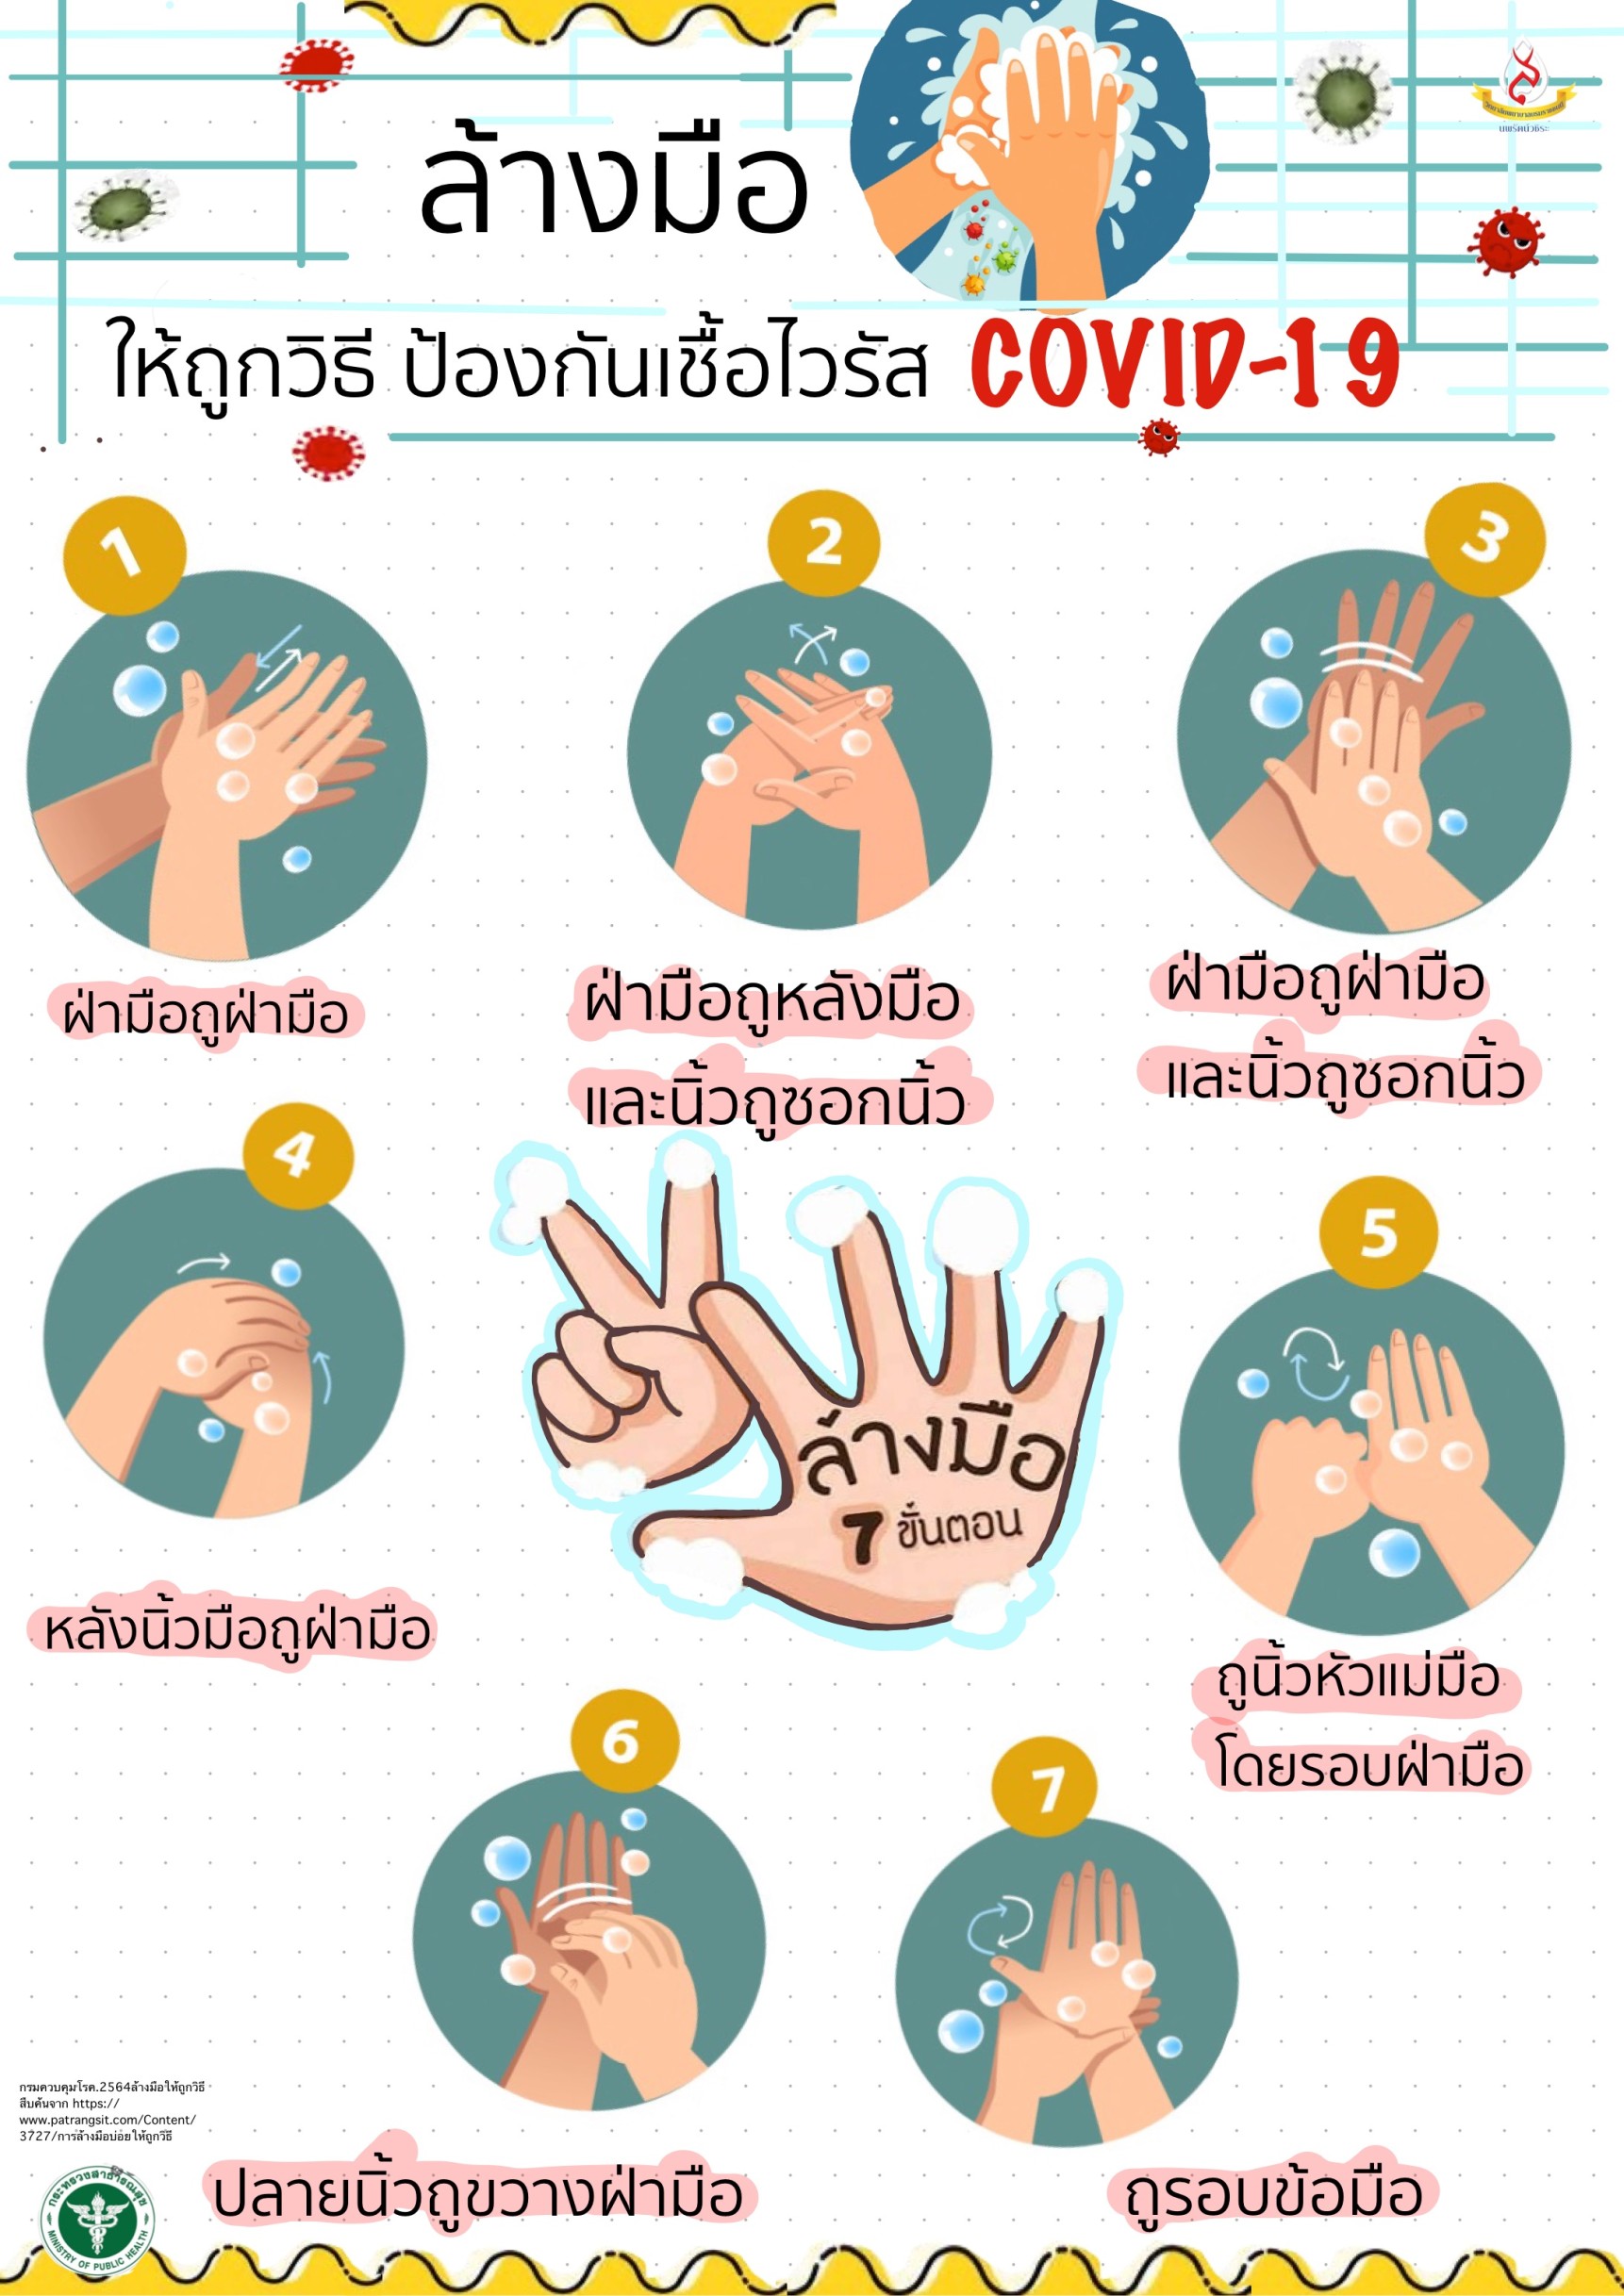 ล้างมือ
ให้ถูกวิธี ป้องกันเชื้อไวรัส COVID-19
นพรัตน์วชิระ
1
2
3
ฝ่ามือถูฝ่ามือ
ฝ่ามือถูหลังมือ
และนิ้วถูซอกนิ้ว
ฝ่ามือถูฝ่ามือ
และนิ้วถูซอกนิ้ว
4
5
ล้างมือ
7 ขั้นตอน
หลังนิ้วมือถูฝ่ามือ
ถูนิ้วหัวแม่มือ
โดยรอบฝ่ามือ
6
7
ปลายนิ้วถูขวางฝ่ามือ
ถูรอบข้อมือ
กรมควบคุมโรค.2564ล้างมือให้ถูกวิธี
สืบค้นจาก https://
www.patrangsit.com/Content/
3727/การล้างมือบ่อยให้ถูกวิธี
กระทรวงสาธารณสุข
MINISTRY OF PUBLIC HEALTH